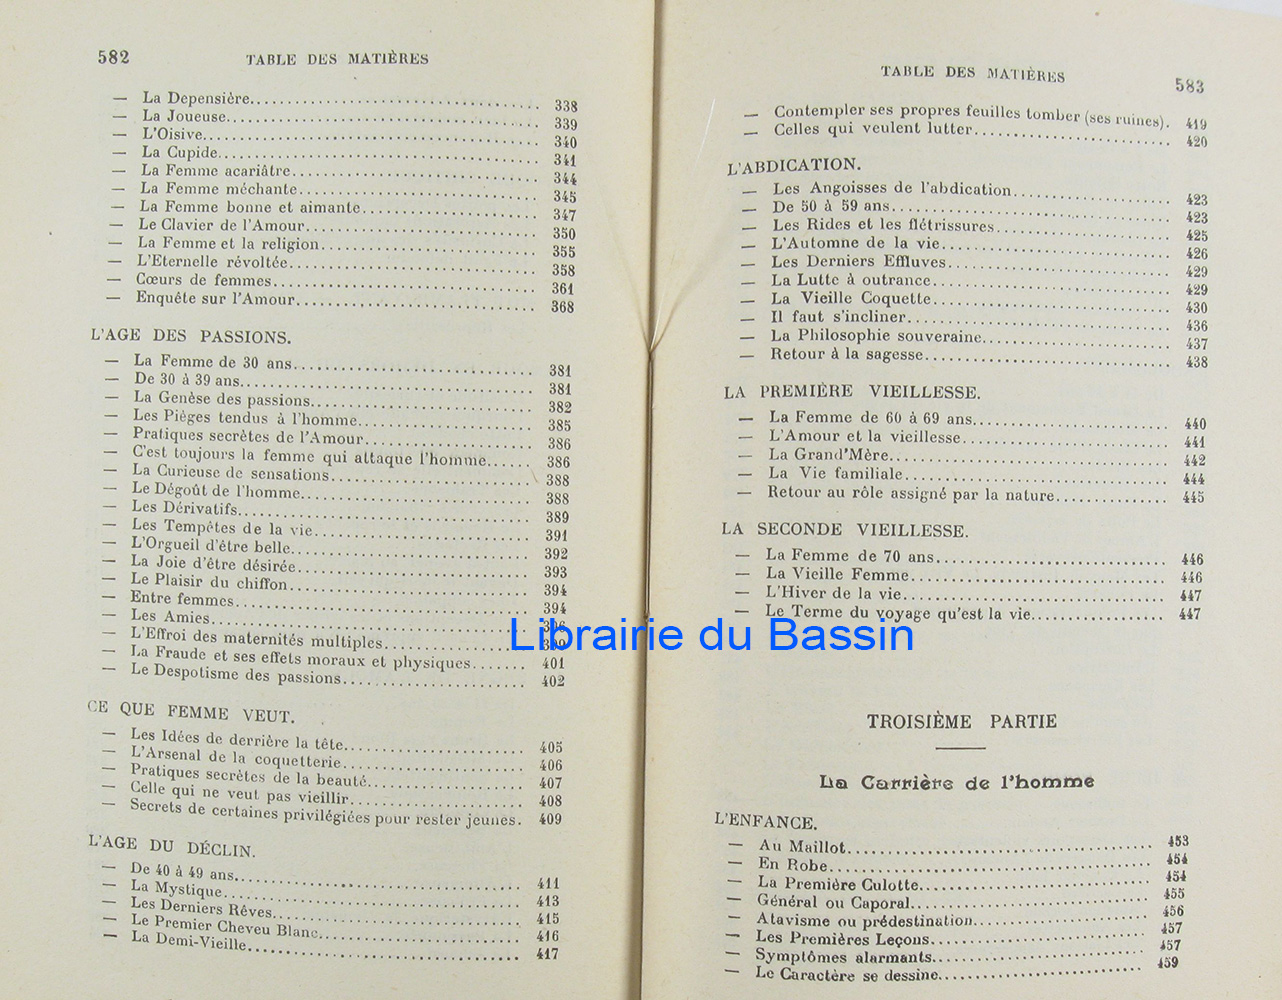 582 TABLE DES MATIÈRES
— La Depensière 338
— La Joueuse 339
— L'Oisive 340
— La Cupide 341
— La Femme acariâtre 344
— La Femme méchante 345
— La Femme bonne et aimante 347
— Le Clavier de l'Amour 350
— La Femme et la religion 355
— L'Eternelle révoltée 358
— Cœurs de femmes 361
— Enquête sur l'Amour 368
L'AGE DES PASSIONS.
— La Femme de 30 ans 381
— De 30 à 39 ans 381
— La Genèse des passions 382
— Les Pièges tendus à l'homme 385
— Pratiques secrètes de l'Amour 386
— C'est toujours la femme qui attaque l'homme 386
— La Curieuse de sensations 388
— Le Dégoût de l'homme 388
— Les Dérivatifs 389
— Les Tempêtes de la vie 391
— L'Orgueil d'être belle 392
— La Joie d'être désirée 393
— Le Plaisir du chiffon 394
— Entre femmes 394
— Les Amies
— L'Effroi des maternités multiples
— La Fraude et ses effets moraux et physiques 401
— Le Despotisme des passions 402
CE QUE FEMME VEUT.
— Les Idées de derrière la tête 405
— L'Arsenal de la coquetterie 406
— Pratiques secrètes de la beauté 407
— Celle qui ne veut pas vieillir 408
— Secrets de certaines privilégiées pour rester jeunes. 409
L'AGE DU DÉCLIN.
— De 40 à 49 ans 411
— La Mystique 413
— Les Derniers Rêves 415
— Le Premier Cheveu Blanc 416
— La Demi-Vieille 417
TABLE DES MATIÈRES 583
— Contempler ses propres feuilles tomber (ses ruines). 419
— Celles qui veulent lutter 420
L'ABDICATION.
— Les Angoisses de l'abdication 423
— De 50 à 59 ans 423
— Les Rides et les flétrissures 425
— L'Automne de la vie 426
— Les Derniers Effluves 429
— La Lutte à outrance 429
— La Vieille Coquette 430
— Il faut s'incliner 436
— La Philosophie souveraine 437
— Retour à la sagesse 438
LA PREMIÈRE VIEILLESSE.
— La Femme de 60 à 69 ans 440
— L'Amour et la vieillesse 441
— La Grand'Mère 442
— La Vie familiale 444
— Retour au rôle assigné par la nature 445
LA SECONDE VIEILLESSE.
— La Femme de 70 ans 446
— La Vieille Femme 446
— L'Hiver de la vie 447
— Le Terme du voyage qu'est la vie 447
Librairie du Bassin
TROISIÈME PARTIE
La Carrière de l'homme
L'ENFANCE.
— Au Maillot 453
— En Robe 454
— La Première Culotte 454
— Général ou Caporal 455
— Atavisme ou prédestination 456
— Les Premières Leçons 457
— Symptômes alarmants 457
— Le Caractère se dessine 459